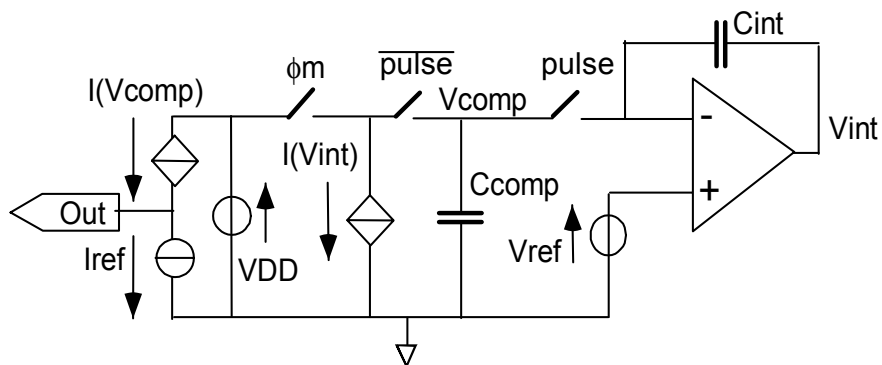 Cint
ϕm
pulse
pulse
I(Vcomp)
Vcomp
Vint
-
I(Vint)
Ccomp
+
Out
Iref
VDD
Vref